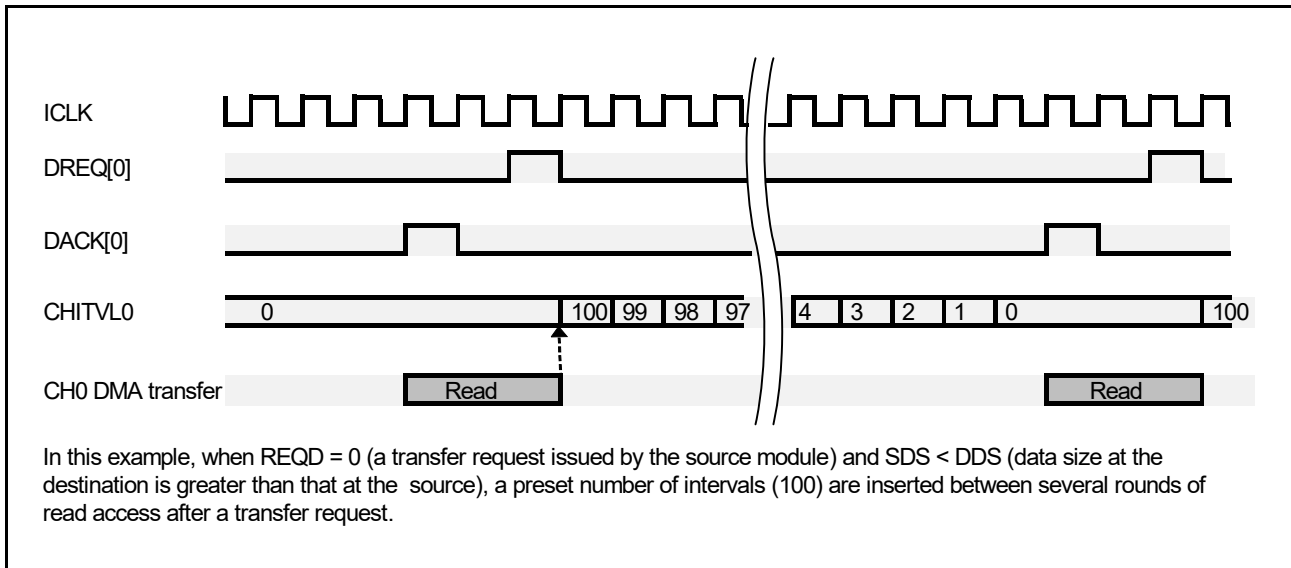 ICLK
DREQ[0]
DACK[0]
CHITVL0 0 100 99 98 97 4 3 2 1 0 100
CH0 DMA transfer Read Read
In this example, when REQD = 0 (a transfer request issued by the source module) and SDS < DDS (data size at the
destination is greater than that at the source), a preset number of intervals (100) are inserted between several rounds of
read access after a transfer request.